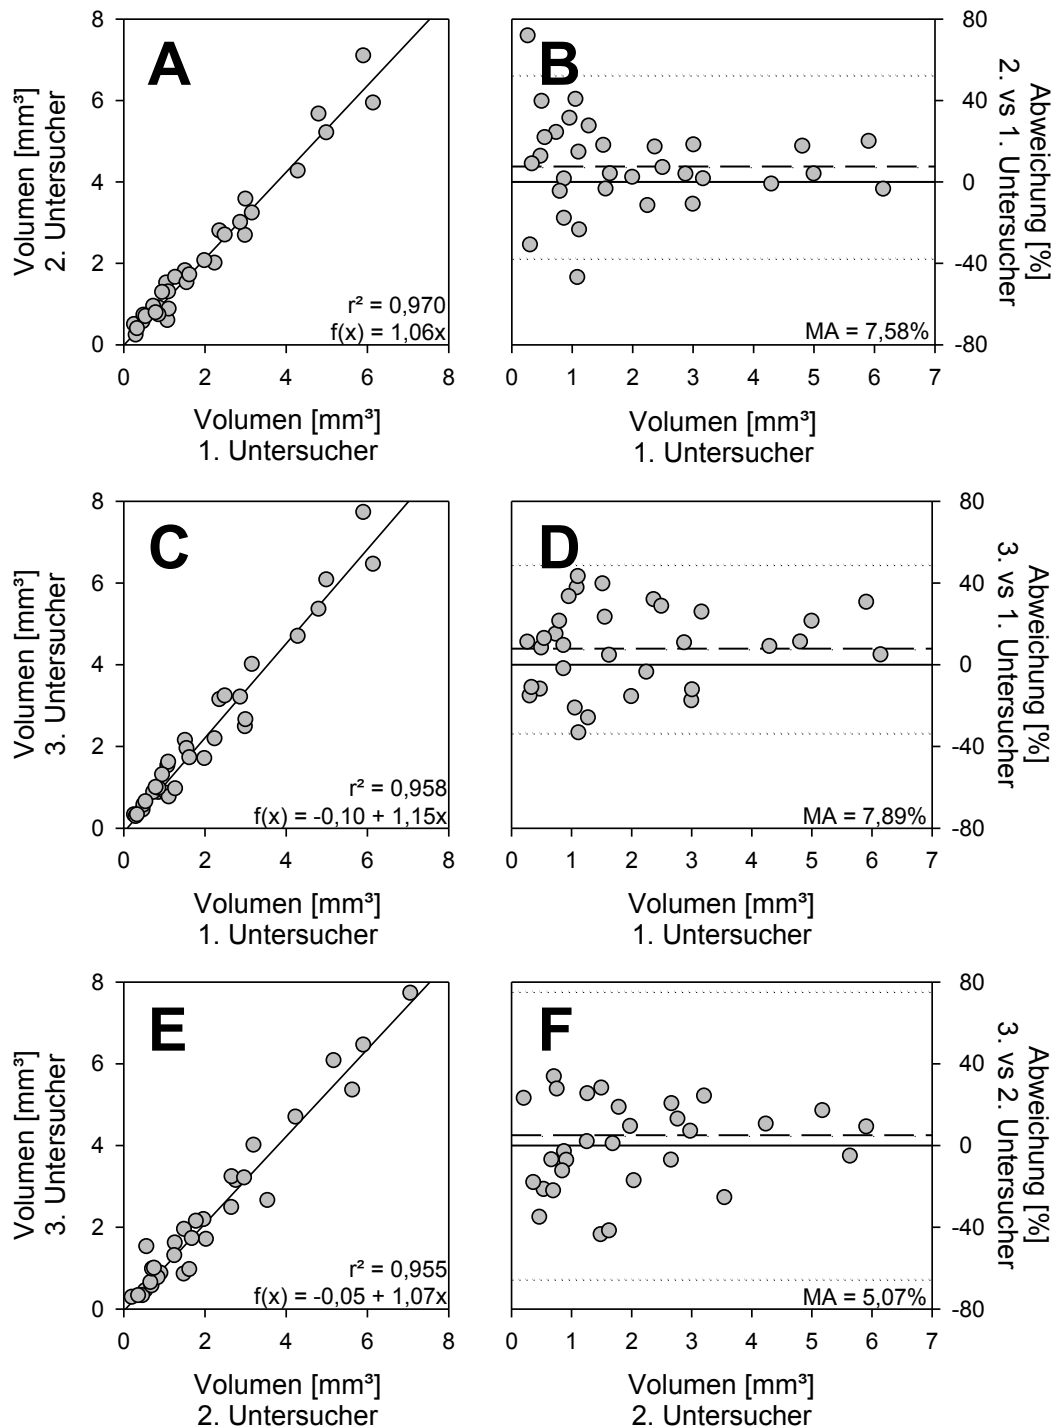 A
8
6
4
2
0
Volumen [mm³]
2. Untersucher
r² = 0,970
f(x) = 1,06x
0 2 4 6 8
Volumen [mm³]
1. Untersucher
B
80
40
0
-40
-80
Abweichung [%]
2. vs 1. Untersucher
MA = 7,58%
0 1 2 3 4 5 6 7
Volumen [mm³]
1. Untersucher
C
8
6
4
2
0
Volumen [mm³]
3. Untersucher
r² = 0,958
f(x) = -0,10 + 1,15x
0 2 4 6 8
Volumen [mm³]
1. Untersucher
D
80
40
0
-40
-80
Abweichung [%]
3. vs 1. Untersucher
MA = 7,89%
0 1 2 3 4 5 6 7
Volumen [mm³]
1. Untersucher
E
8
6
4
2
0
Volumen [mm³]
3. Untersucher
r² = 0,955
f(x) = -0,05 + 1,07x
0 2 4 6 8
Volumen [mm³]
2. Untersucher
F
80
40
0
-40
-80
Abweichung [%]
3. vs 2. Untersucher
MA = 5,07%
0 1 2 3 4 5 6 7
Volumen [mm³]
2. Untersucher